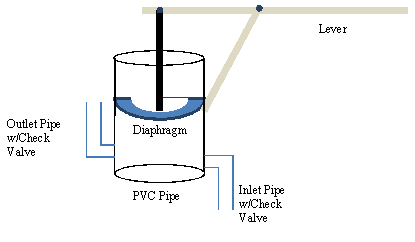 Lever
Outlet Pipe
w/Check
Valve
Diaphragm
PVC Pipe
Inlet Pipe
w/Check
Valve